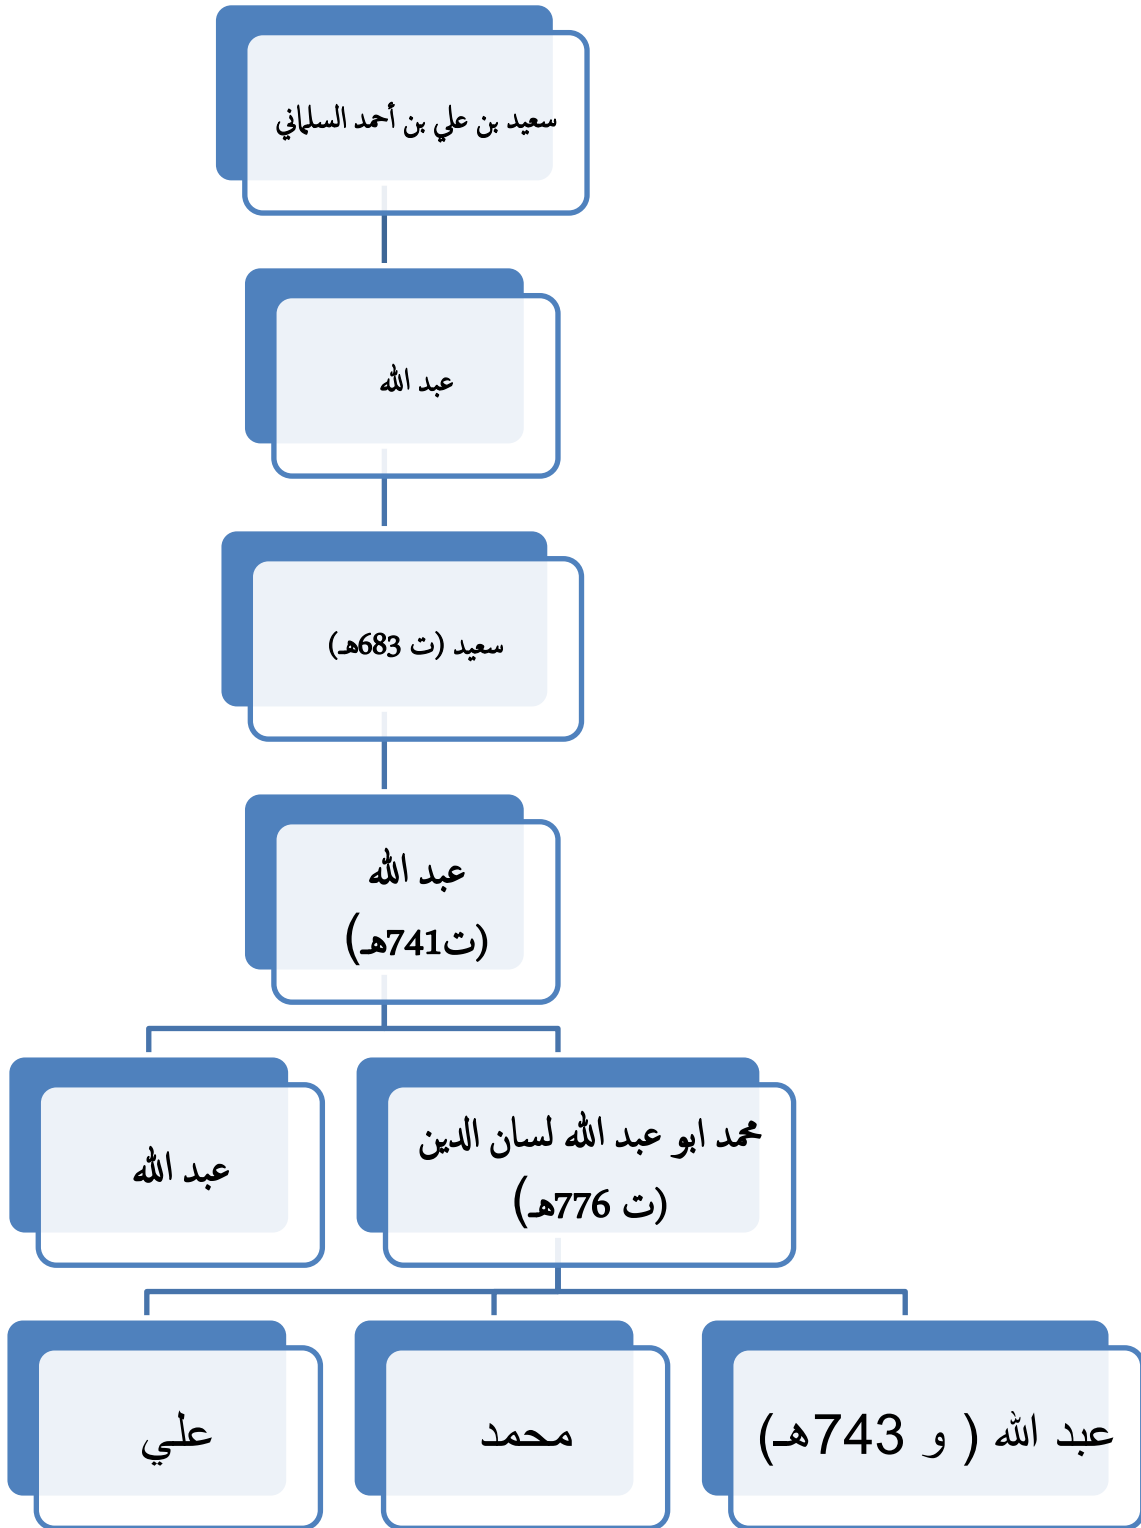 سعيد بن علي بن أحمد السلماني
عبد الله
سعيد (ت 683هـ)
عبد الله
(ت741هـ)
محمد ابو عبد الله لسان الدين
(ت 776هـ)
عبد الله
عبد الله ( و 743هـ)
محمد
علي